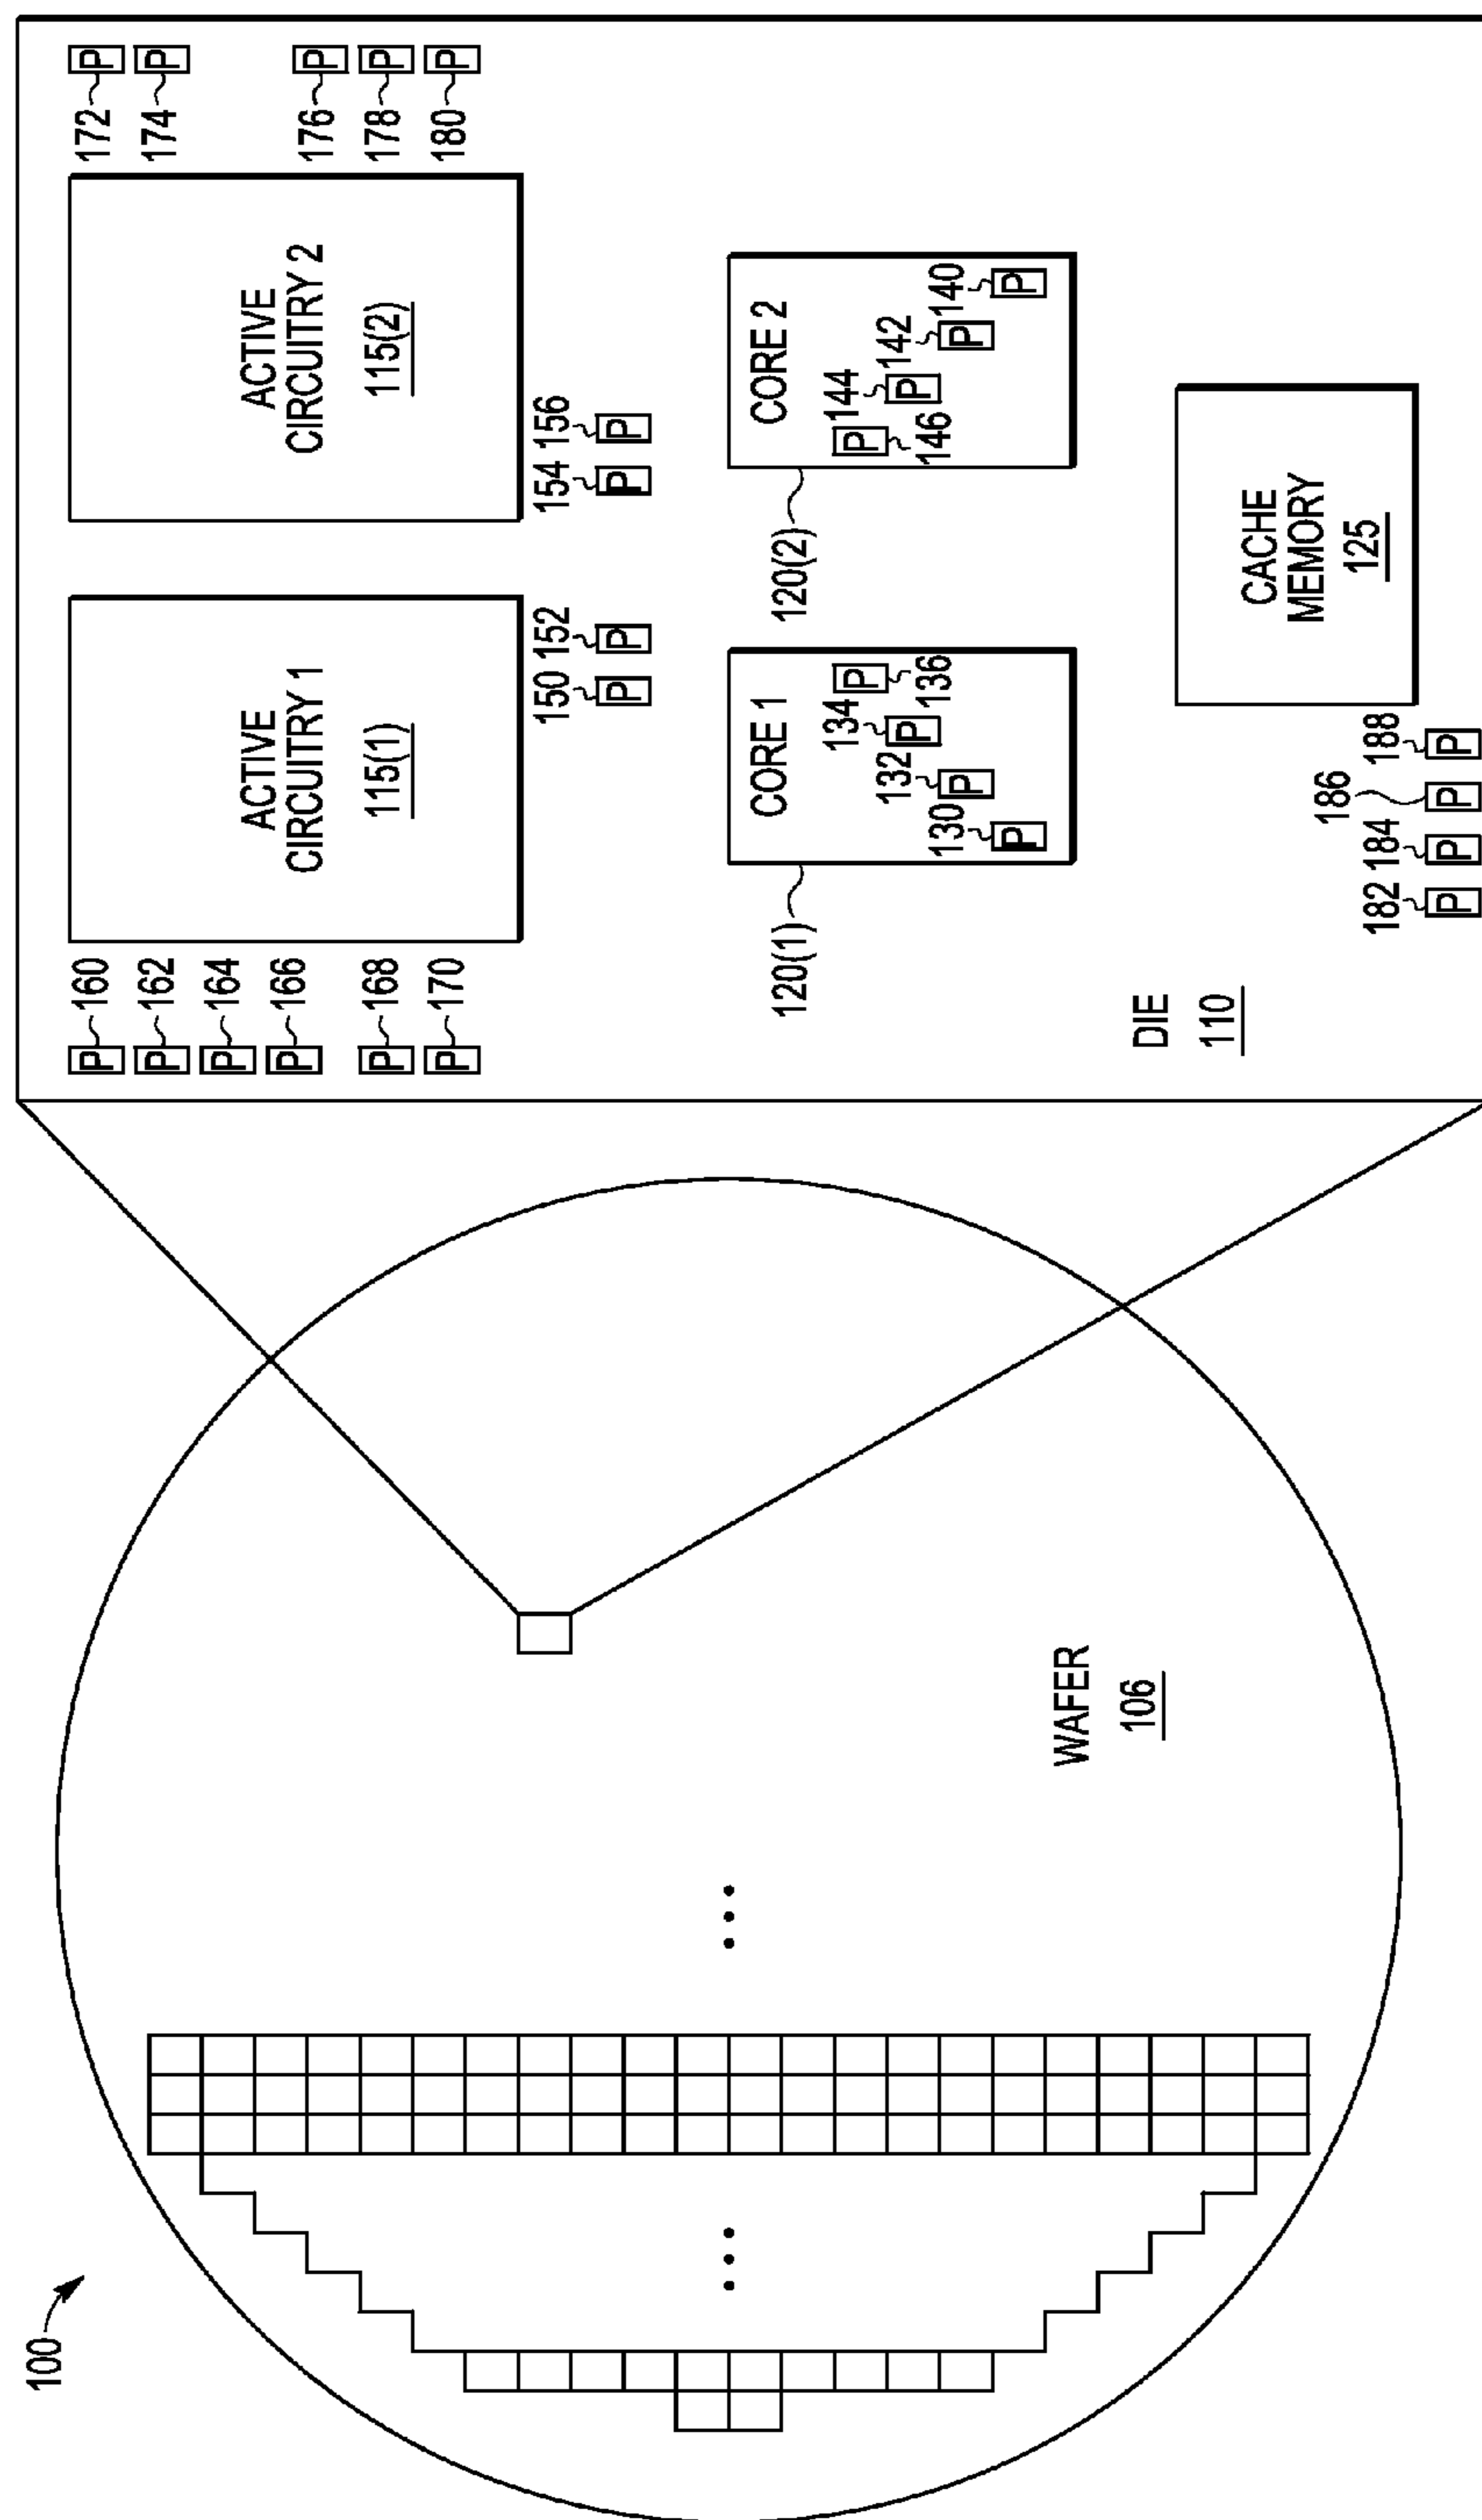 100
WAFER
106
DIE
110
ACTIVE
CIRCUITRY 1
115(1)
ACTIVE
CIRCUITRY 2
115(2)
P 160
P 162
P 164
P 166
P 168
P 170
172 P
174 P
176 P
178 P
180 P
150 152
P P
154 156
P P
120(1)
CORE 1
134
P
136
132
P
130
P
P
120(2)
CORE 2
144
P
146
142
P
140
P
P
CACHE
MEMORY
125
186
182 184 188
P P P P